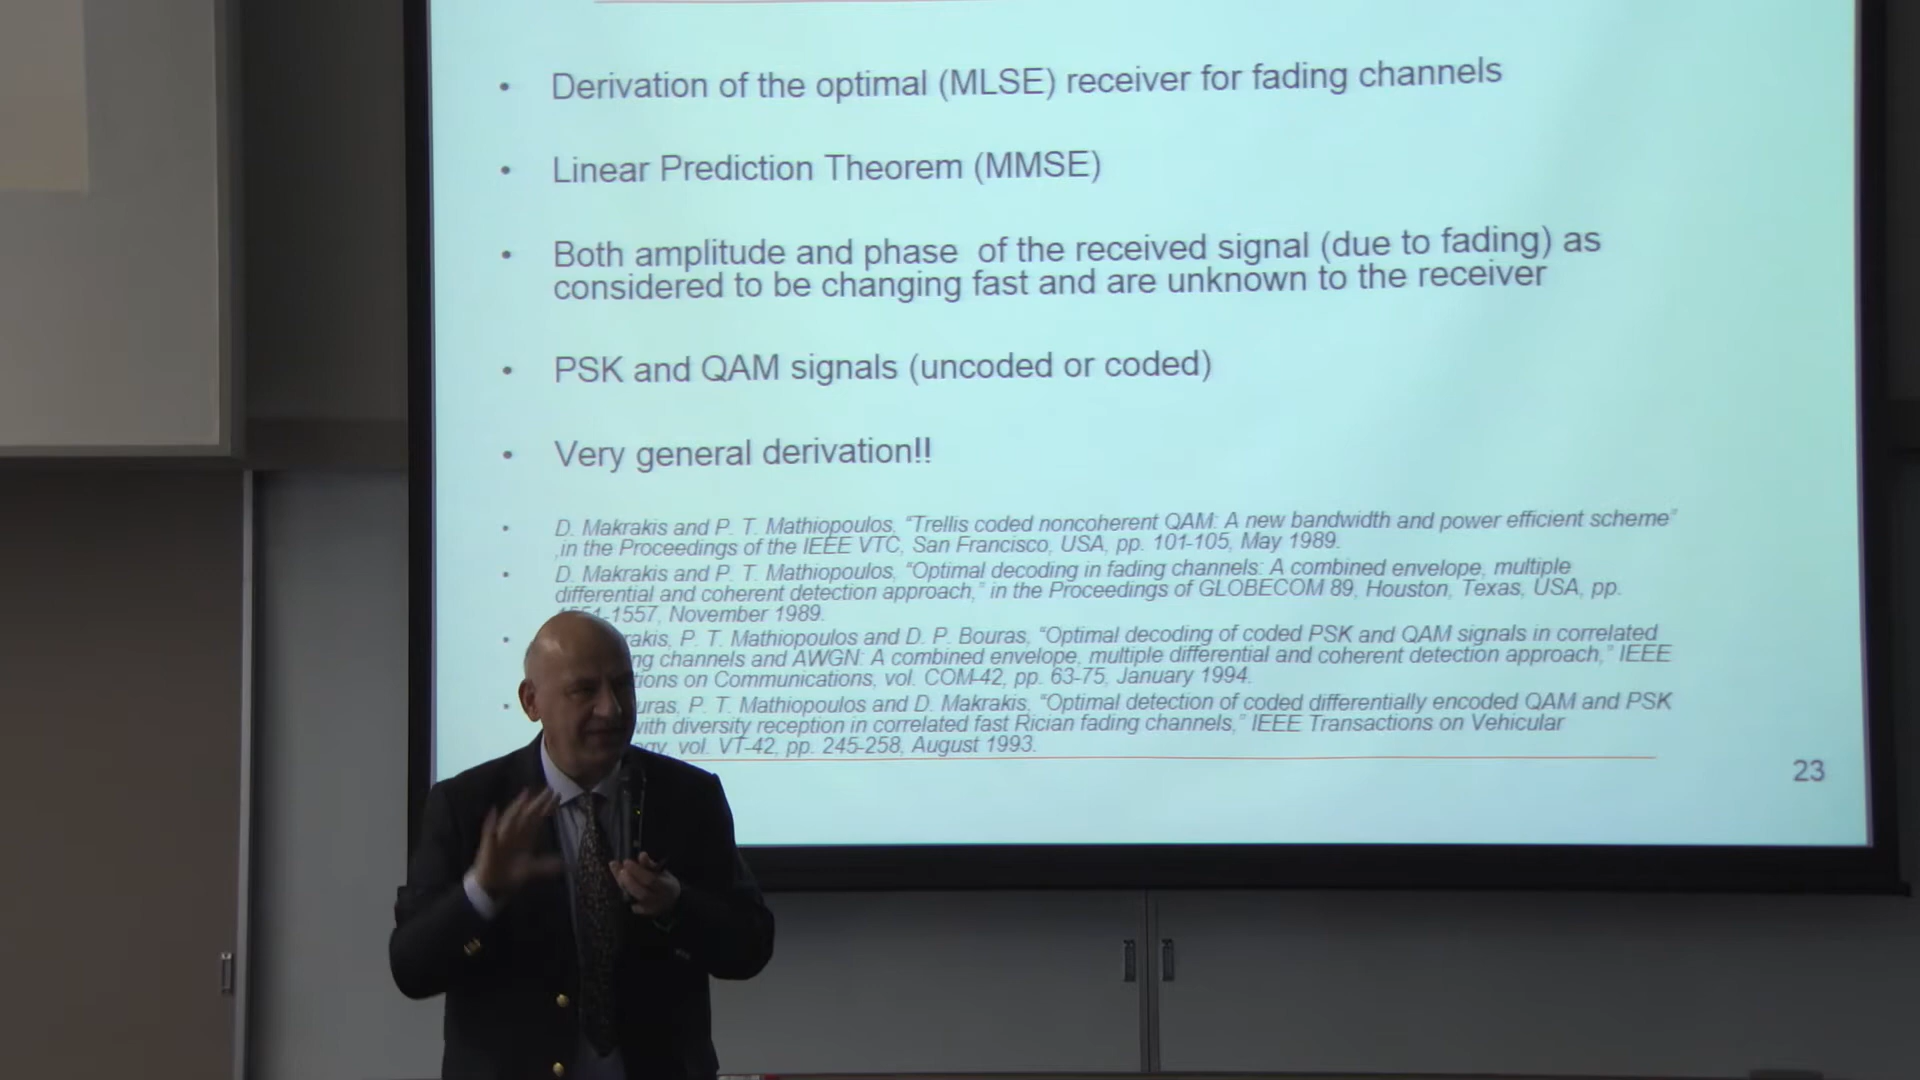 • Derivation of the optimal (MLSE) receiver for fading channels
• Linear Prediction Theorem (MMSE)
• Both amplitude and phase of the received signal (due to fading) as
considered to be changing fast and are unknown to the receiver
• PSK and QAM signals (uncoded or coded)
• Very general derivation!!
• D. Makrakis and P. T. Mathiopoulos, “Trellis coded noncoherent QAM: A new bandwidth and power efficient scheme”
,in the Proceedings of the IEEE VTC, San Francisco, USA, pp. 101-105, May 1989.
• D. Makrakis and P. T. Mathiopoulos, “Optimal decoding in fading channels: A combined envelope, multiple
differential and coherent detection approach,” in the Proceedings of GLOBECOM 89, Houston, Texas, USA, pp.
1551-1557, November 1989.
• rakis, P. T. Mathiopoulos and D. P. Bouras, “Optimal decoding of coded PSK and QAM signals in correlated
ng channels and AWGN: A combined envelope, multiple differential and coherent detection approach,” IEEE
tions on Communications, vol. COM-42, pp. 63-75, January 1994.
• uras, P. T. Mathiopoulos and D. Makrakis, “Optimal detection of coded differentially encoded QAM and PSK
with diversity reception in correlated fast Rician fading channels,” IEEE Transactions on Vehicular
gy, vol. VT-42, pp. 245-258, August 1993.
23